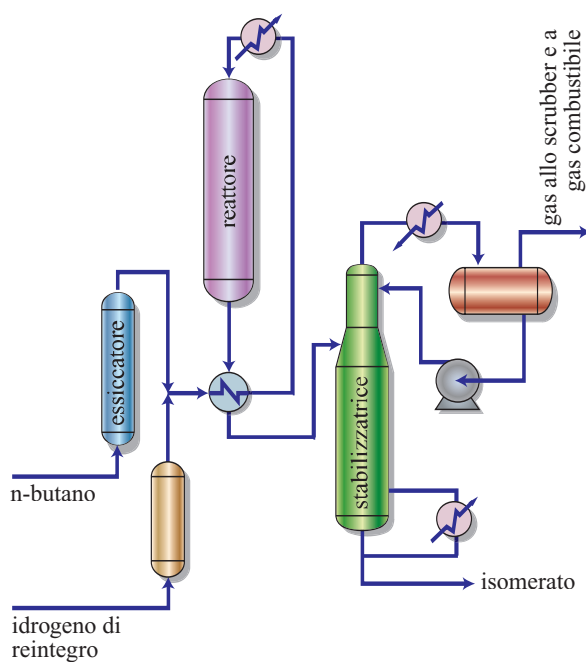 reattore
gas allo scrubber e a
gas combustibile
essiccatore
stabilizzatrice
n-butano
isomerato
idrogeno di
reintegro